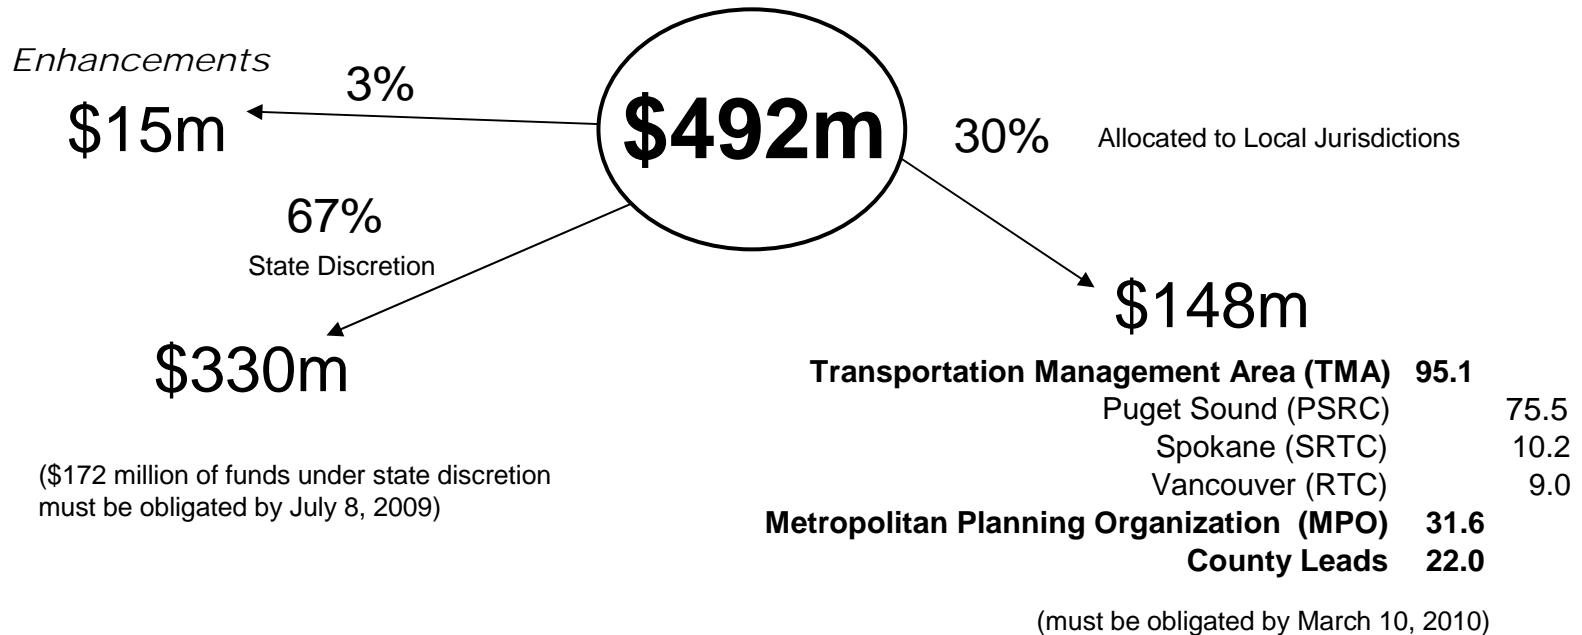 $492m
Enhancements
3%
$15m
67%
State Discretion
$330m
($172 million of funds under state discretion
must be obligated by July 8, 2009)
30% Allocated to Local Jurisdictions
$148m
Transportation Management Area (TMA) 95.1
Puget Sound (PSRC) 75.5
Spokane (SRTC) 10.2
Vancouver (RTC) 9.0
Metropolitan Planning Organization (MPO) 31.6
County Leads 22.0
(must be obligated by March 10, 2010)